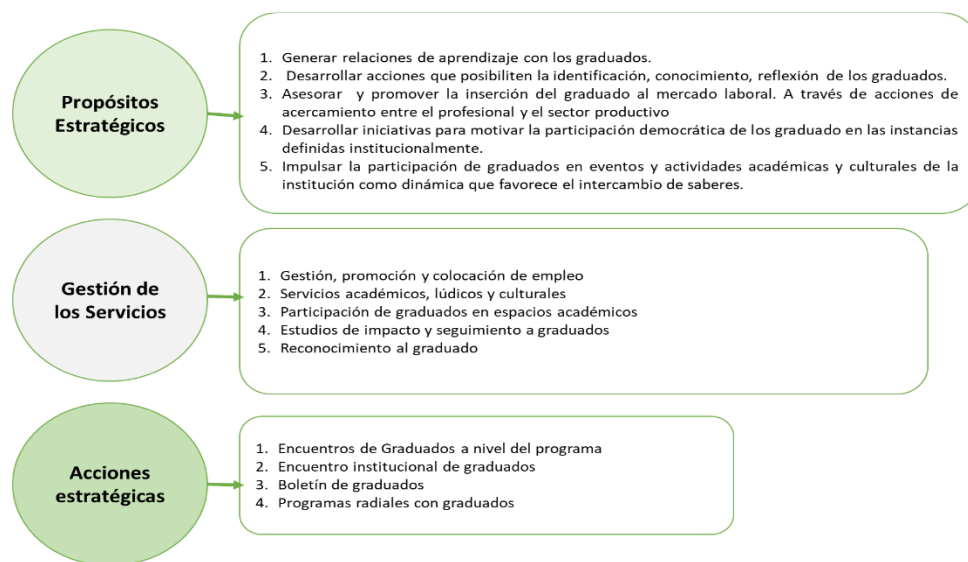 Propósitos
Estratégicos
1. Generar relaciones de aprendizaje con los graduados.
2. Desarrollar acciones que posibiliten la identificación, conocimiento, reflexión de los graduados.
3. Asesorar y promover la inserción del graduado al mercado laboral. A través de acciones de
acercamiento entre el profesional y el sector productivo
4. Desarrollar iniciativas para motivar la participación democrática de los graduado en las instancias
definidas institucionalmente.
5. Impulsar la participación de graduados en eventos y actividades académicas y culturales de la
institución como dinámica que favorece el intercambio de saberes.
Gestión de
los Servicios
1. Gestión, promoción y colocación de empleo
2. Servicios académicos, lúdicos y culturales
3. Participación de graduados en espacios académicos
4. Estudios de impacto y seguimiento a graduados
5. Reconocimiento al graduado
Acciones
estratégicas
1. Encuentros de Graduados a nivel del programa
2. Encuentro institucional de graduados
3. Boletín de graduados
4. Programas radiales con graduados